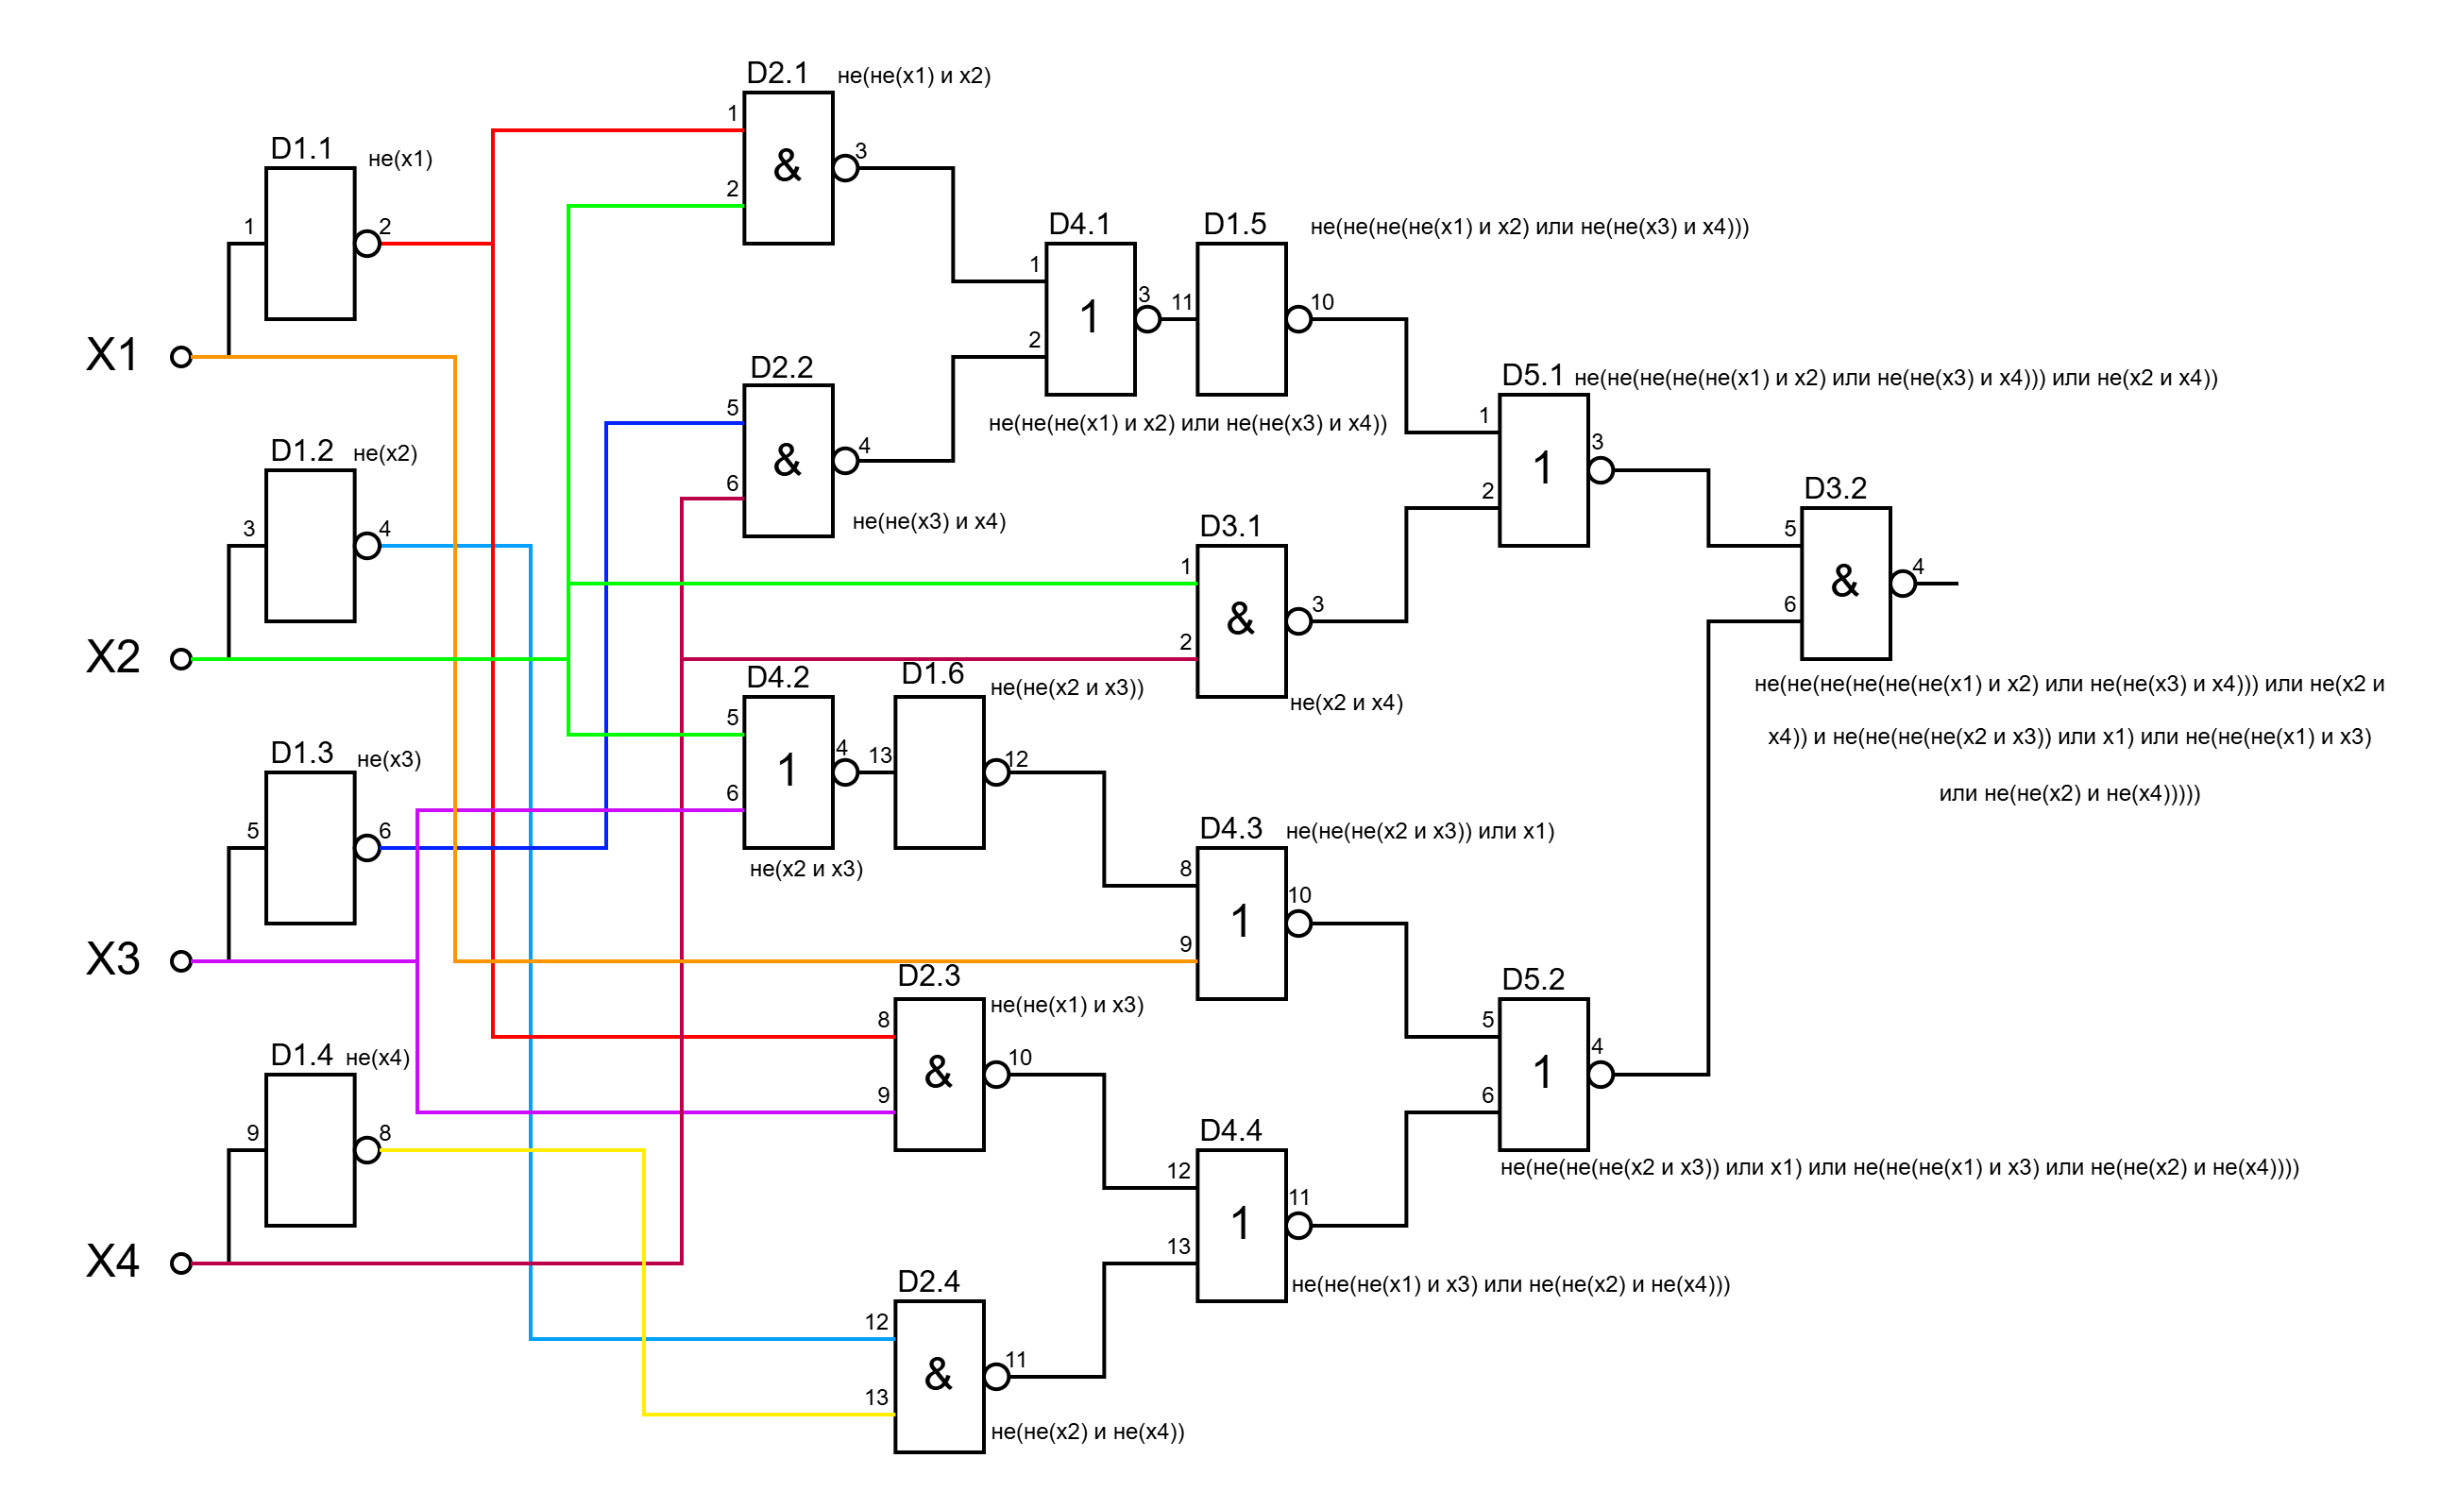 D2.1 не(не(x1) и x2)
1
&
3
2
D1.1 не(x1)
1
2
X1
D4.1
1
1
3
2
не(не(не(x1) и x2) или не(не(x3) и x4))
D1.5 не(не(не(не(x1) и x2) или не(не(x3) и x4)))
11
10
D2.2
5
&
4
6
не(не(x3) и x4)
D5.1 не(не(не(не(не(x1) и x2) или не(не(x3) и x4))) или не(x2 и x4))
1
1
3
2
D1.2 не(x2)
3
4
X2
D3.1
1
&
3
2
не(x2 и x4)
D3.2
5
&
4
6
не(не(не(не(не(не(x1) и x2) или не(не(x3) и x4))) или не(x2 и
x4)) и не(не(не(не(x2 и x3)) или x1) или не(не(не(x1) и x3)
или не(не(x2) и не(x4)))))
D4.2
5
1
4
6
не(x2 и x3)
D1.6 не(не(x2 и x3))
13
12
D1.3 не(x3)
5
6
X3
D4.3 не(не(не(x2 и x3)) или x1)
8
1
10
9
D2.3 не(не(x1) и x3)
8
&
10
9
D5.2
5
1
4
6
не(не(не(не(x2 и x3)) или x1) или не(не(не(x1) и x3) или не(не(x2) и не(x4))))
D1.4 не(x4)
9
8
X4
D4.4
12
1
11
13
не(не(не(x1) и x3) или не(не(x2) и не(x4)))
D2.4
12
&
11
13
не(не(x2) и не(x4))